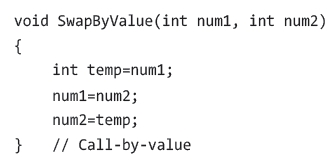 void SwapByValue(int num1, int num2)
{
    int temp=num1;
    num1=num2;
    num2=temp;
}   // Call-by-value